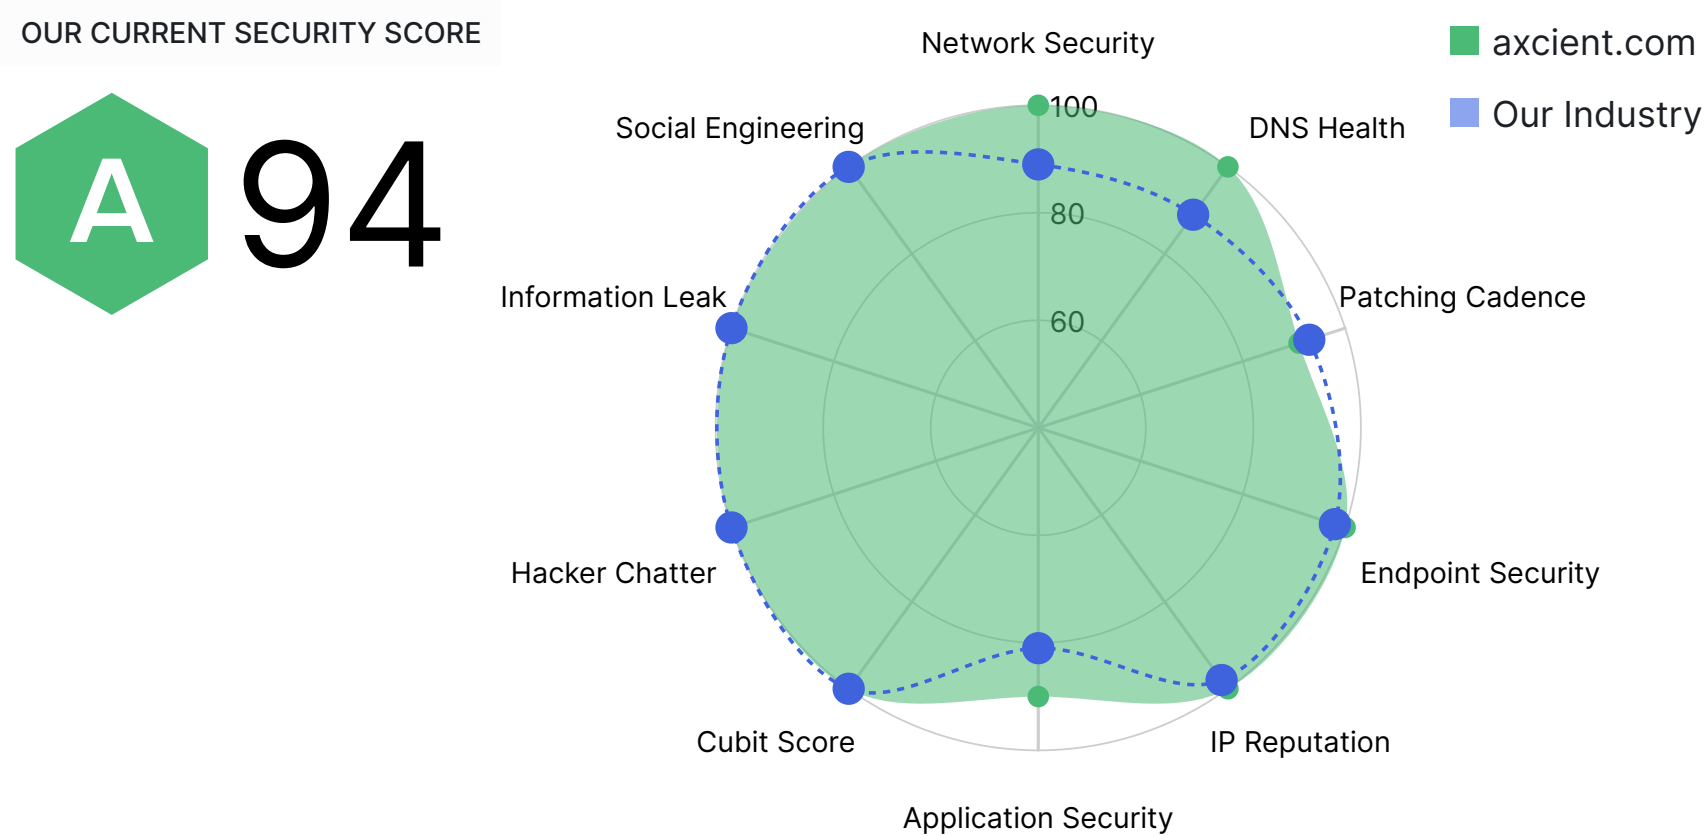 OUR CURRENT SECURITY SCORE
A
94
Network Security
axcient.com
Our Industry
100
80
60
Social Engineering
DNS Health
Information Leak
Patching Cadence
Hacker Chatter
Endpoint Security
Cubit Score
IP Reputation
Application Security